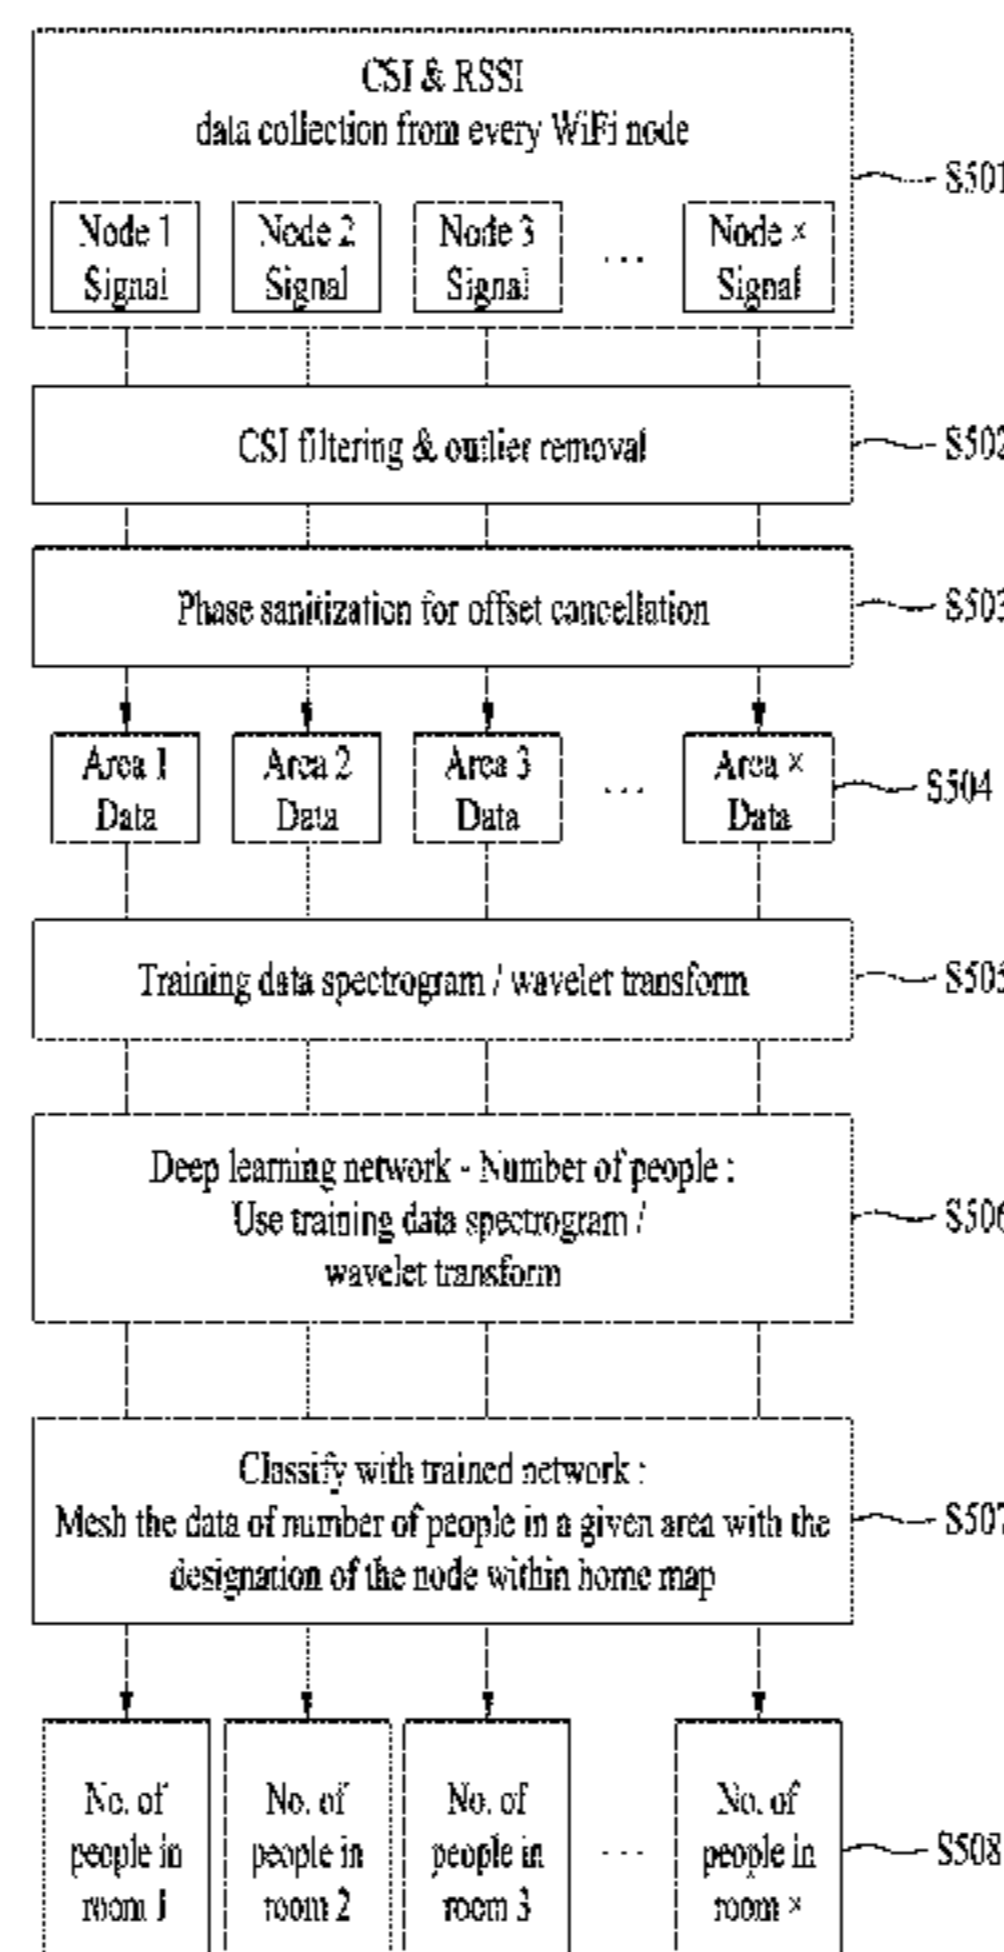 CSI & RSSI
data collection from every WiFi node
S501
Node 1
Signal
Node 2
Signal
Node 3
Signal
...
Node x
Signal
CSI filtering & outlier removal
S502
Phase sanitization for offset cancellation
S503
Area 1
Data
Area 2
Data
Area 3
Data
...
Area x
Data
S504
Training data spectrogram / wavelet transform
S505
Deep learning network - Number of people :
Use training data spectrogram /
wavelet transform
S506
Classify with trained network :
Mesh the data of number of people in a given area with the
designation of the node within home map
S507
No. of
people in
room 1
No. of
people in
room 2
No. of
people in
room 3
...
No. of
people in
room x
S508